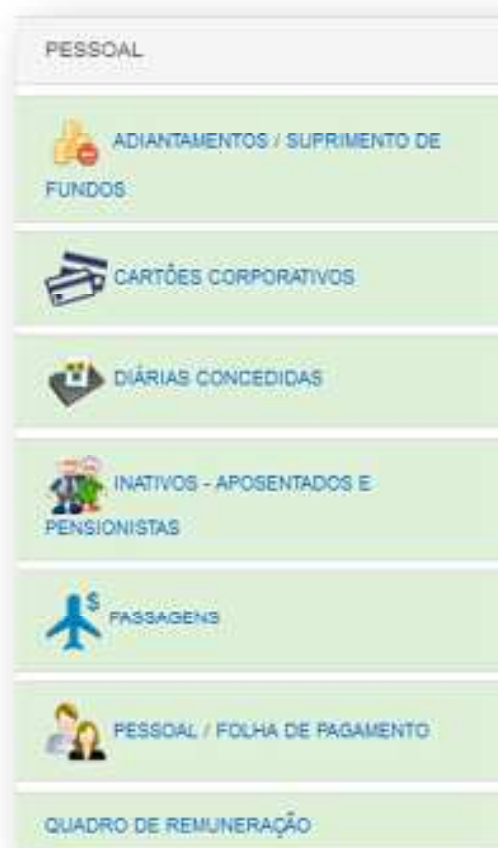 PESSOAL
ADIANTAMENTOS / SUPRIMENTO DE
FUNDOS
CARTÕES CORPORATIVOS
DIÁRIAS CONCEDIDAS
INATIVOS - APOSENTADOS E
PENSIONISTAS
$
PASSAGENS
PESSOAL / FOLHA DE PAGAMENTO
QUADRO DE REMUNERAÇÃO